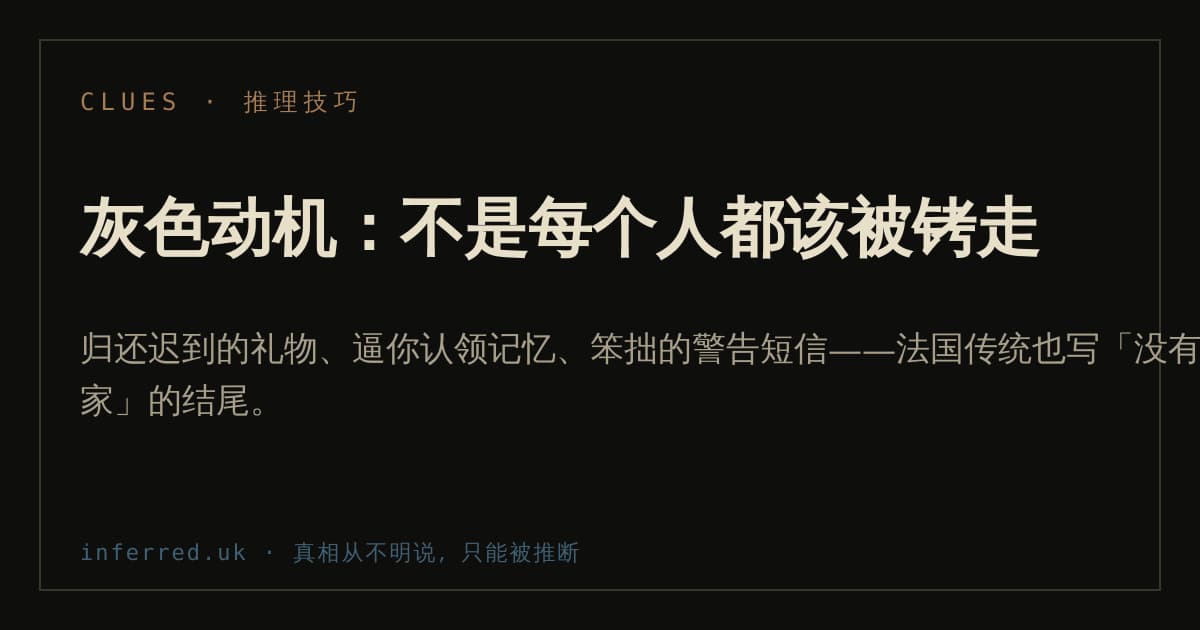 CLUES · 推理技巧
灰色动机：不是每个人都该被铐走
归还迟到的礼物、逼你认领记忆、笨拙的警告短信——法国传统也写「没有
家」的结尾。
inferred.uk · 真相从不明说, 只能被推断